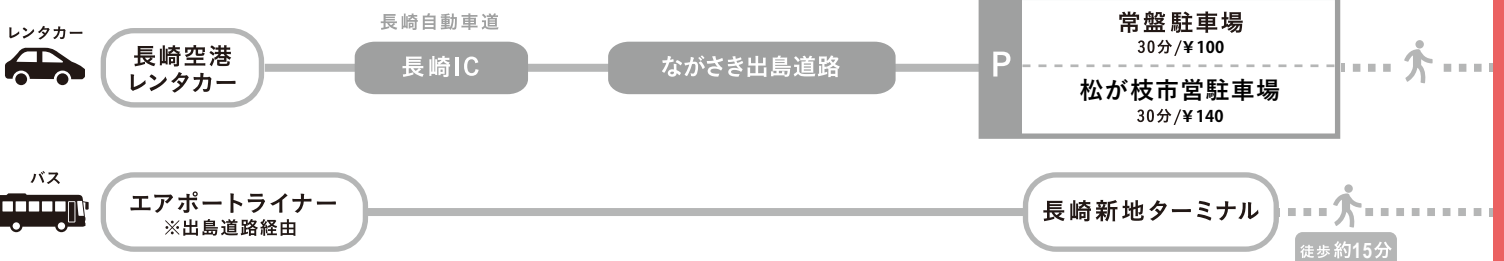 レンタカー
長崎空港
レンタカー
長崎自動車道
長崎IC
ながさき出島道路
P
常盤駐車場
30分/¥100
松が枝市営駐車場
30分/¥140
バス
エアポートライナー
※出島道路経由
長崎新地ターミナル
徒歩約15分